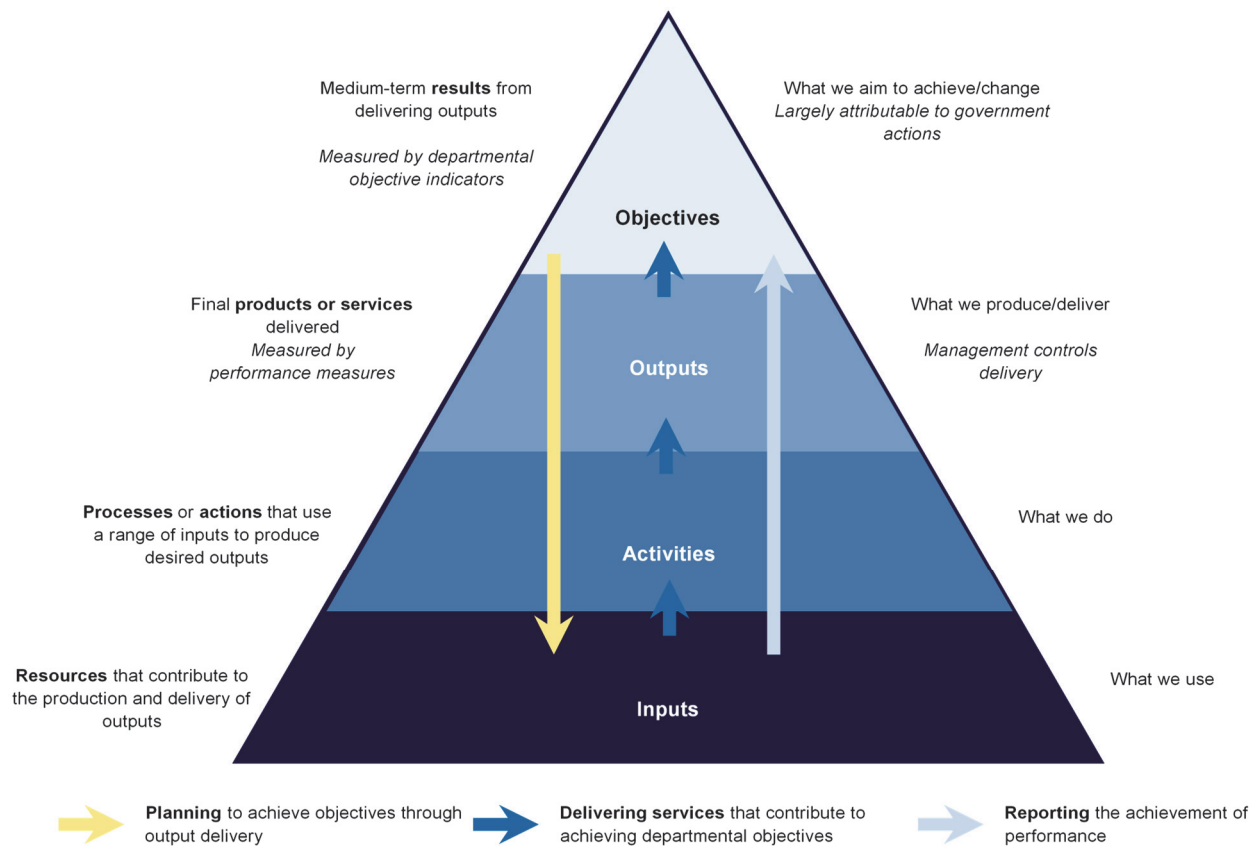 Medium-term results from
delivering outputs
Measured by departmental
objective indicators
What we aim to achieve/change
Largely attributable to government
actions
Objectives
Final products or services
delivered
Measured by
performance measures
What we produce/deliver
Management controls
delivery
Outputs
Processes or actions that use
a range of inputs to produce
desired outputs
What we do
Activities
Resources that contribute to
the production and delivery of
outputs
What we use
Inputs
Planning to achieve objectives through
output delivery
Delivering services that contribute to
achieving departmental objectives
Reporting the achievement of
performance